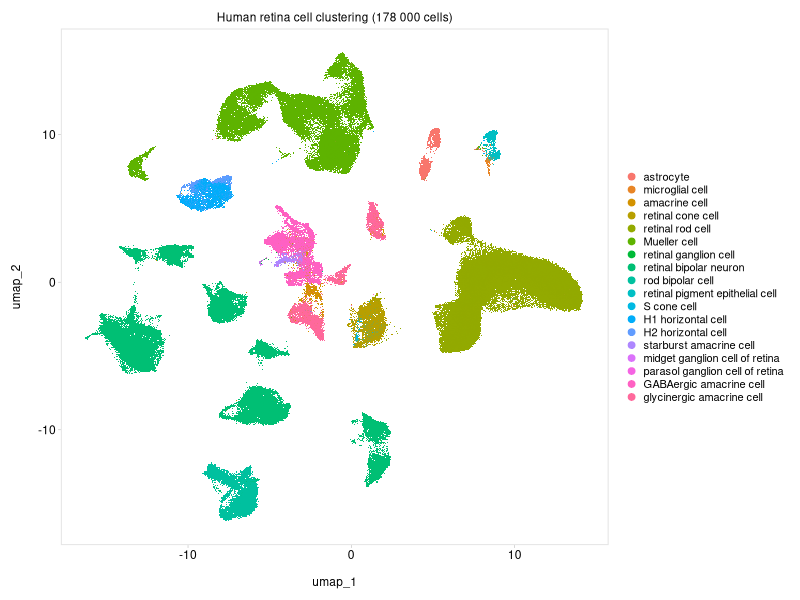 Human retina cell clustering (178 000 cells)
umap_2
10
0
-10
-10
0
10
umap_1
astrocyte
microglial cell
amacrine cell
retinal cone cell
retinal rod cell
Mueller cell
retinal ganglion cell
retinal bipolar neuron
rod bipolar cell
retinal pigment epithelial cell
S cone cell
H1 horizontal cell
H2 horizontal cell
starburst amacrine cell
midget ganglion cell of retina
parasol ganglion cell of retina
GABAergic amacrine cell
glycinergic amacrine cell